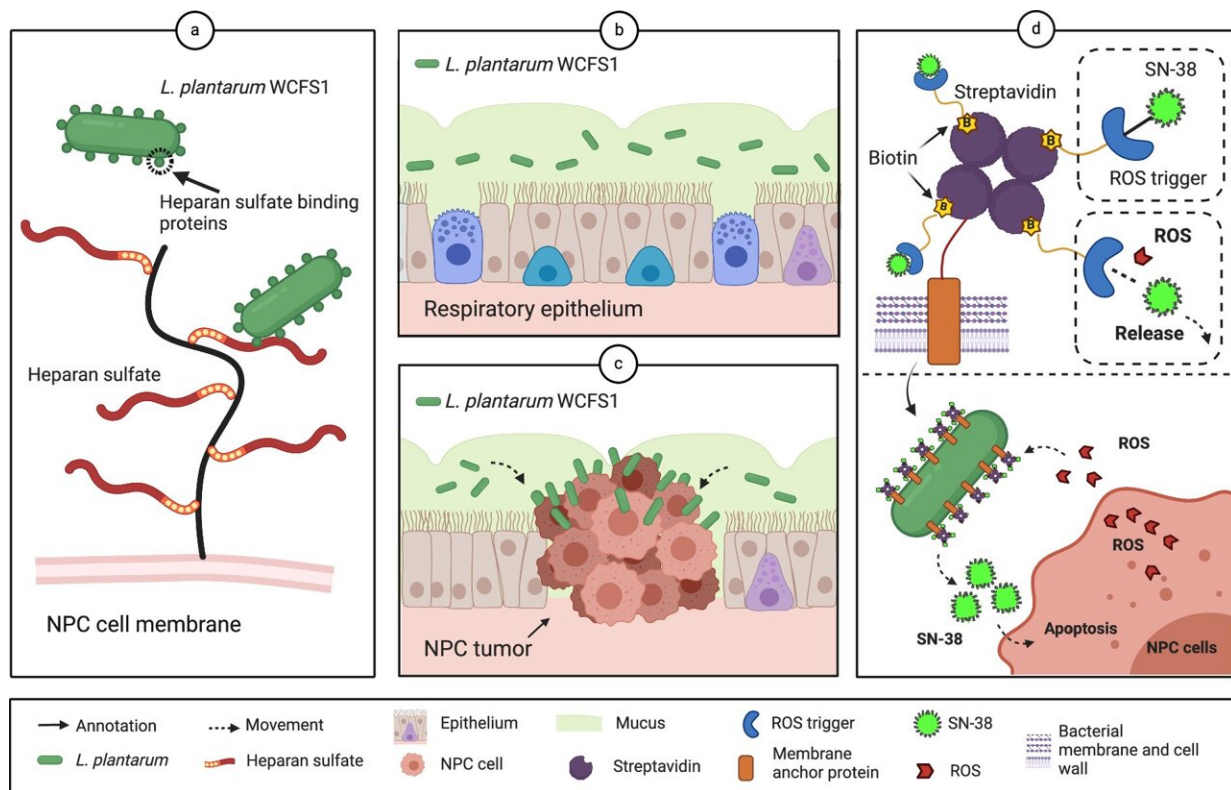 a
L. plantarum WCFS1
Heparan sulfate binding
proteins
Heparan sulfate
NPC cell membrane
b
L. plantarum WCFS1
Respiratory epithelium
c
L. plantarum WCFS1
NPC tumor
d
SN-38
Streptavidin
B
B
Biotin
ROS trigger
B
B
ROS
Release
ROS
ROS
SN-38
Apoptosis
NPC cells
Annotation
Movement
Epithelium
Mucus
ROS trigger
SN-38
L. plantarum
Heparan sulfate
NPC cell
Streptavidin
Membrane
anchor protein
ROS
Bacterial
membrane and cell
wall